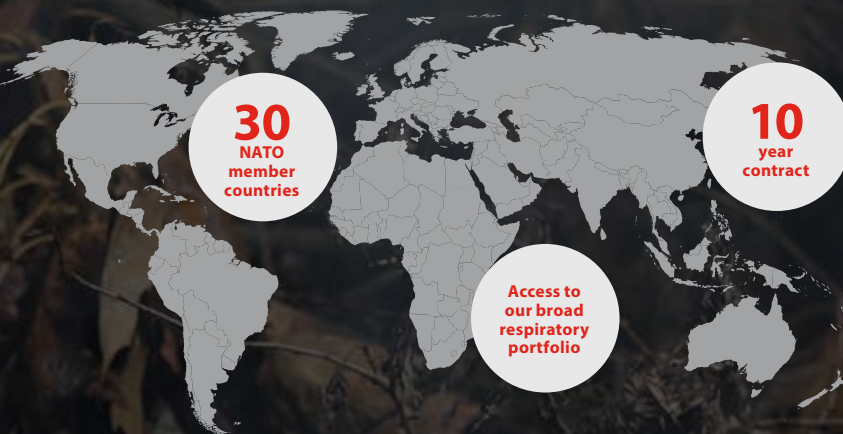 30
NATO
member
countries
10
year
contract
Access to
our broad
respiratory
portfolio